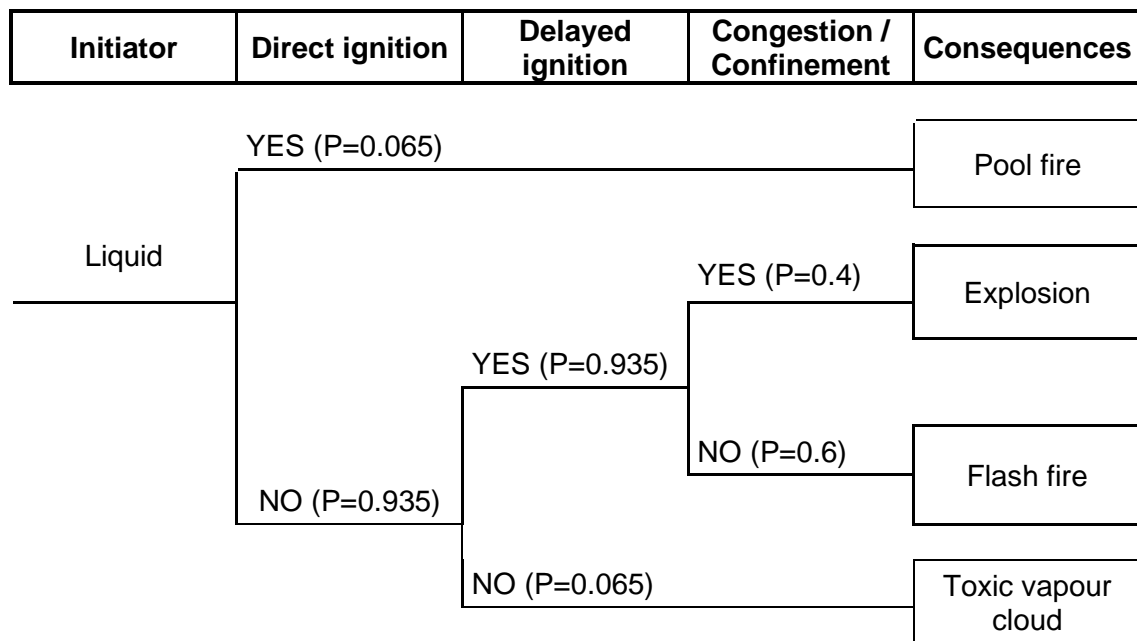 Initiator
Direct ignition
Delayed
ignition
Congestion /
Confinement
Consequences
YES (P=0.065)
Pool fire
Liquid
YES (P=0.4)
Explosion
YES (P=0.935)
NO (P=0.6)
Flash fire
NO (P=0.935)
NO (P=0.065)
Toxic vapour
cloud